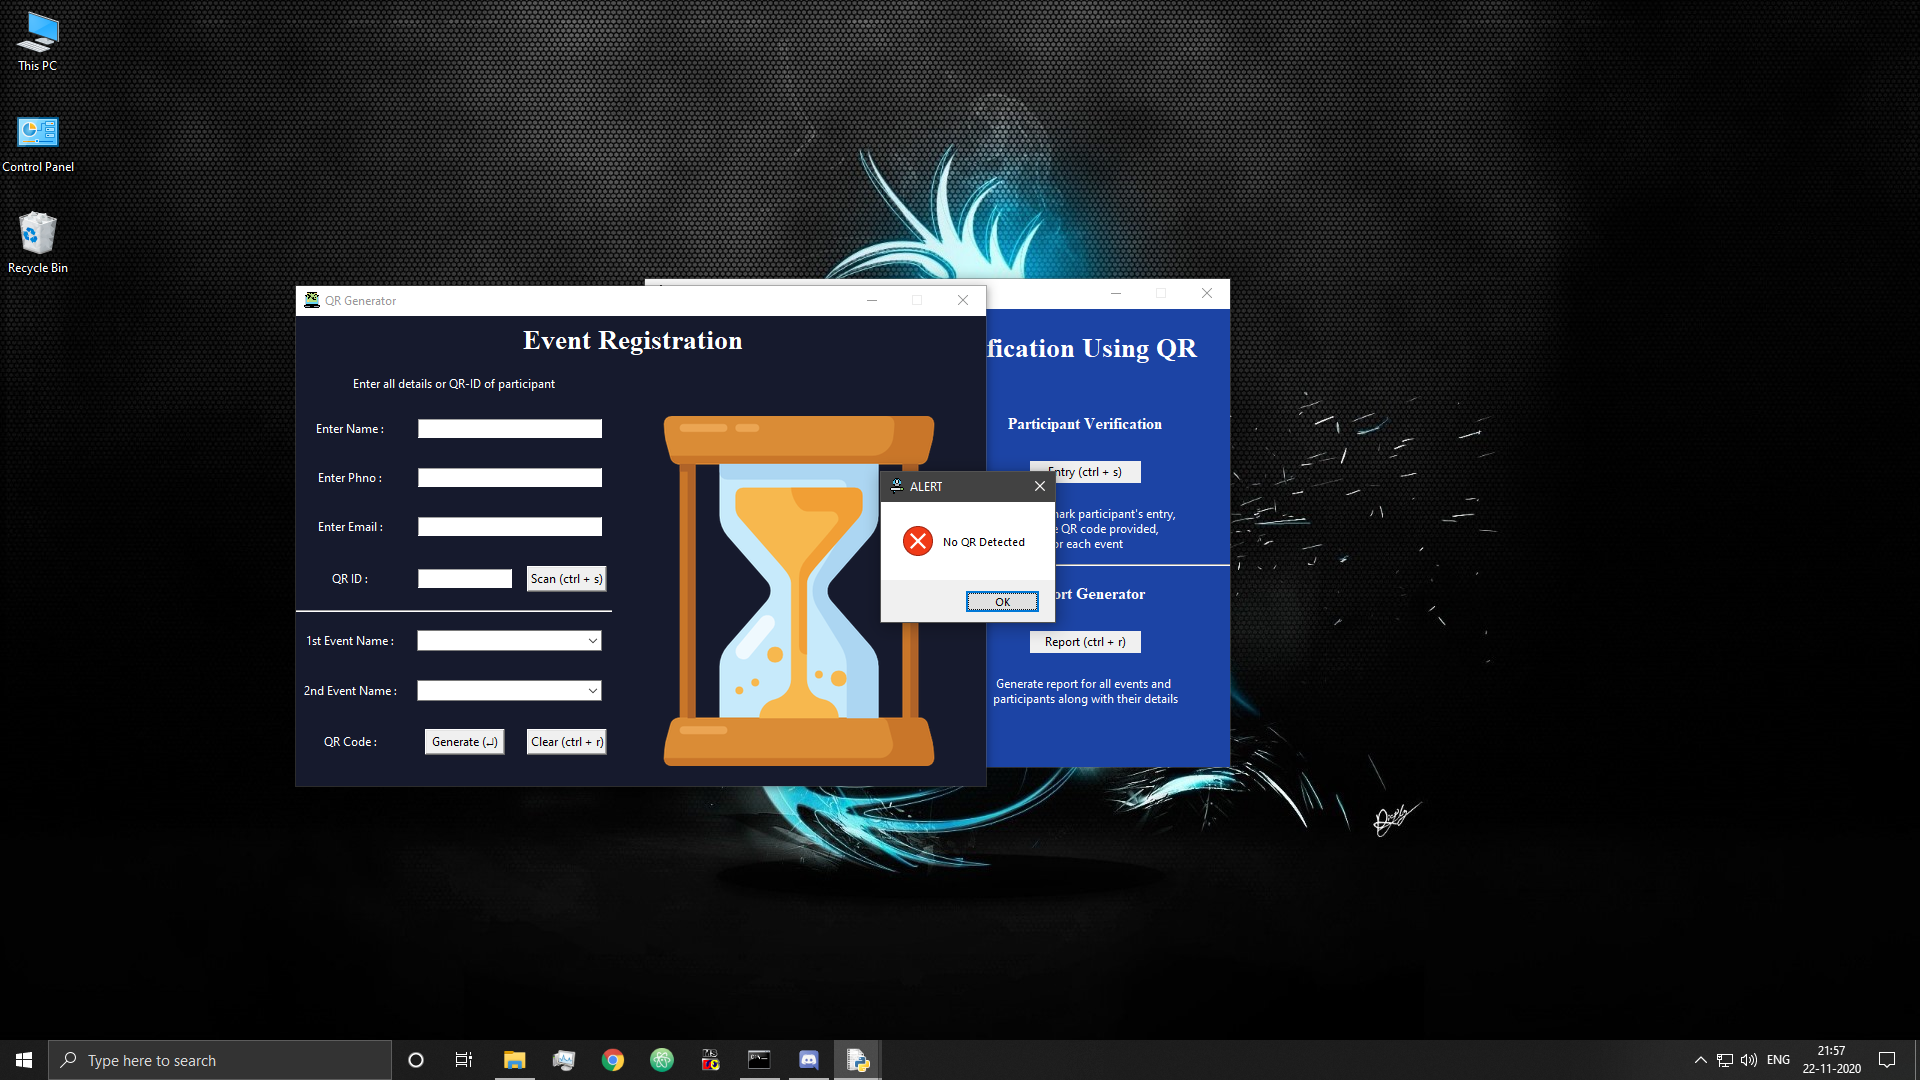 This PC
Control Panel
Recycle Bin
QR Generator
Event Registration
Enter all details or QR-ID of participant
Enter Name :
Enter Phno :
Enter Email :
QR ID :
Scan (ctrl + s)
1st Event Name :
2nd Event Name :
QR Code :
Generate (↵)
Clear (ctrl + r)
fication Using QR
Participant Verification
Entry (ctrl + s)
mark participant's entry,
QR code provided,
or each event
ort Generator
Report (ctrl + r)
Generate report for all events and
participants along with their details
ALERT
No QR Detected
OK
Type here to search
ENG
21:57
22-11-2020